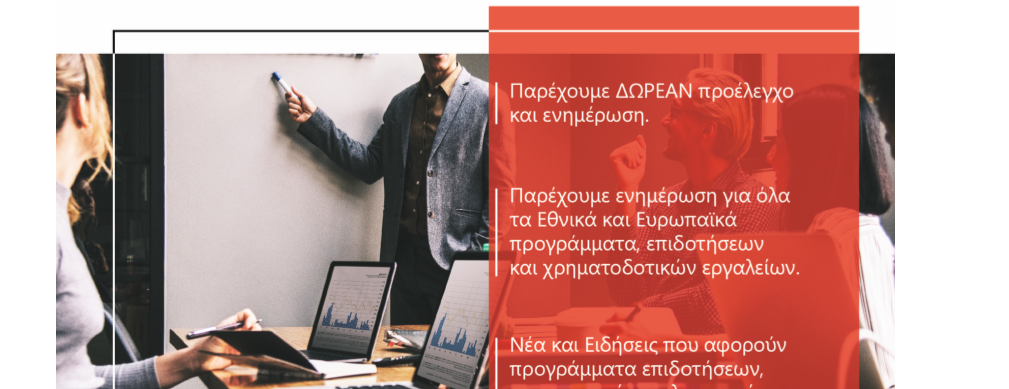 Παρέχουμε ΔΩΡΕΑΝ προέλεγχο
και ενημέρωση.
Παρέχουμε ενημέρωση για όλα
τα Εθνικά και Ευρωπαϊκά
προγράμματα, επιδοτήσεων
και χρηματοδοτικών εργαλείων.
Νέα και Ειδήσεις που αφορούν
προγράμματα επιδοτήσεων,